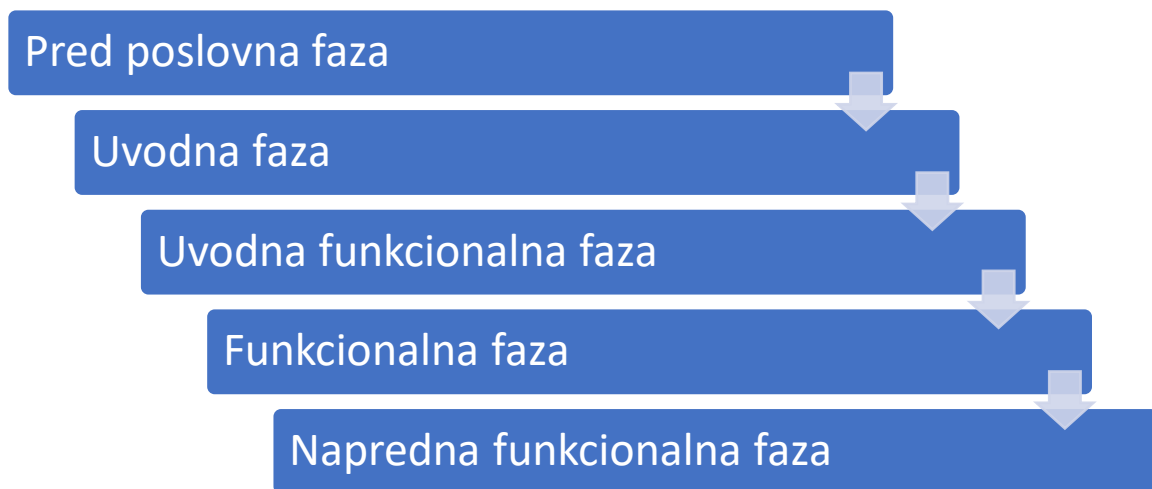 Pred poslovna faza
Uvodna faza
Uvodna funkcionalna faza
Funkcionalna faza
Napredna funkcionalna faza